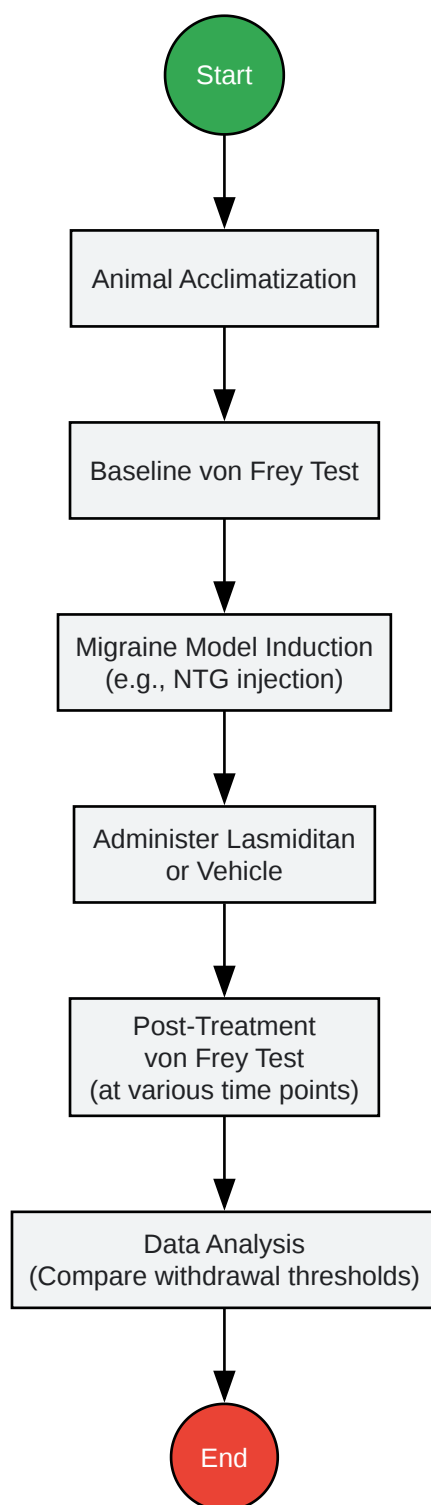 Start
Animal Acclimatization
Baseline von Frey Test
Migraine Model Induction
(e.g., NTG injection)
Administer Lasmiditan
or Vehicle
Post-Treatment
von Frey Test
(at various time points)
Data Analysis
(Compare withdrawal thresholds)
End